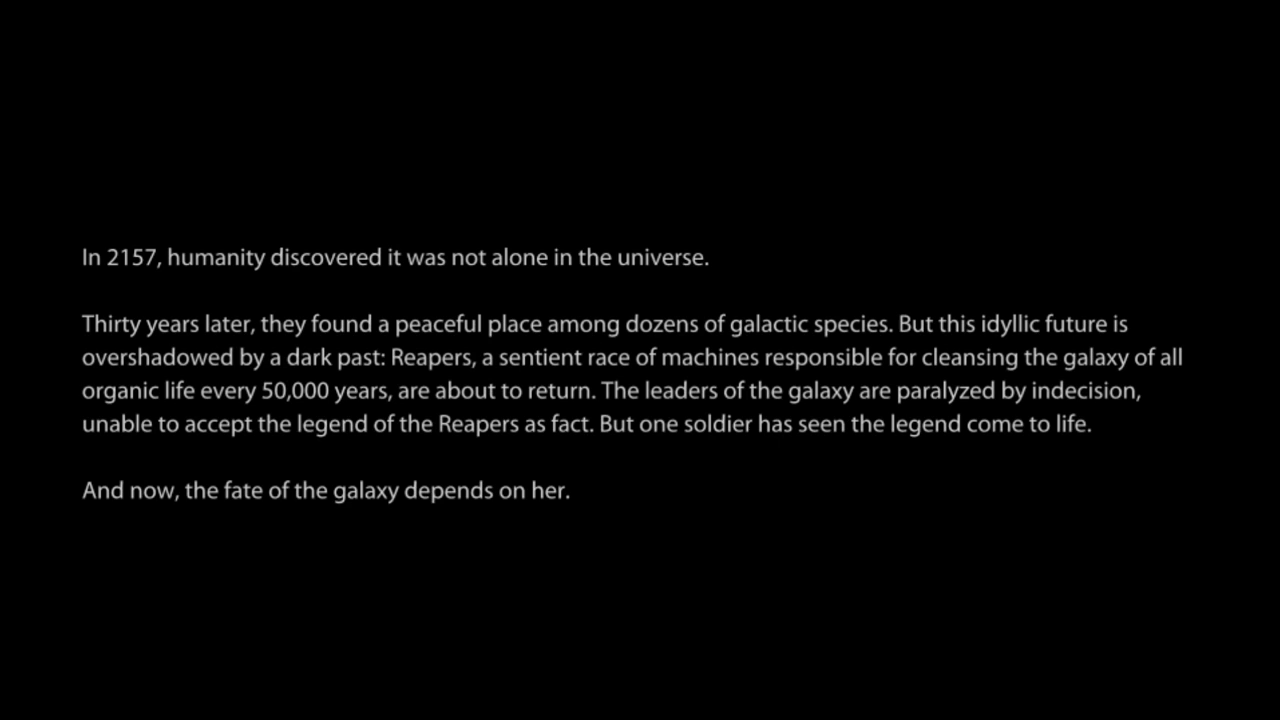 In 2157, humanity discovered it was not alone in the universe.
Thirty years later, they found a peaceful place among dozens of galactic species. But this idyllic future is
overshadowed by a dark past: Reapers, a sentient race of machines responsible for cleansing the galaxy of all
organic life every 50,000 years, are about to return. The leaders of the galaxy are paralyzed by indecision,
unable to accept the legend of the Reapers as fact. But one soldier has seen the legend come to life.
And now, the fate of the galaxy depends on her.